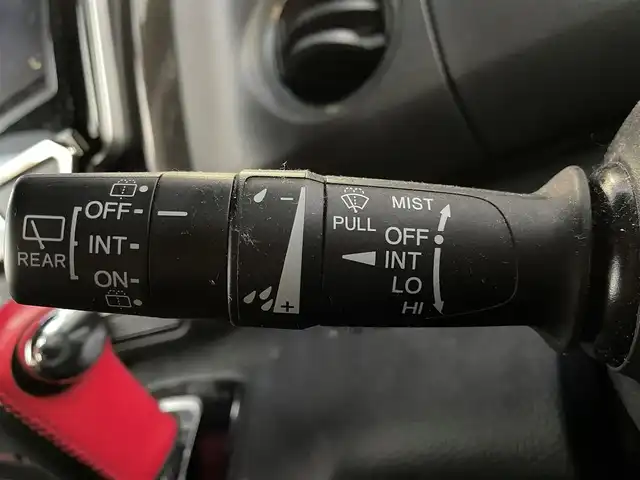 OFF
INT
ON
REAR
−
+
PULL
MIST
OFF
INT
LO
HI